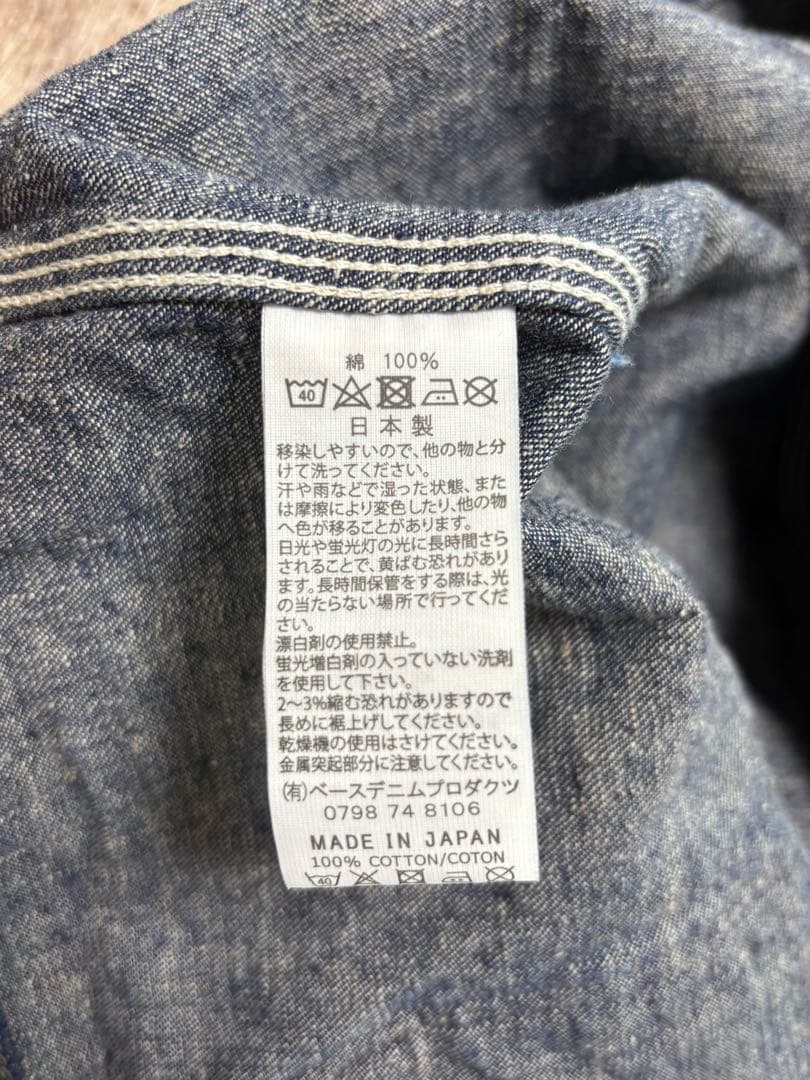 綿 100%
40
日本製
移染しやすいので、他の物と分
けて洗ってください。
汗や雨などで湿った状態、また
は摩擦により変色したり、他の物
へ色が移ることがあります。
日光や蛍光灯の光に長時間さら
されることで、黄ばむ恐れがあり
ます。長時間保管をする際は、光
の当たらない場所で行ってくだ
さい。
漂白剤の使用禁止。
蛍光増白剤の入っていない洗剤
を使用して下さい。
2〜3%縮む恐れがありますので
長めに裾上げしてください。
乾燥機の使用はさけてください。
金属突起部分に注意してください。
(有)ベースデニムプロダクツ
0798 74 8106
MADE IN JAPAN
100% COTTON/COTON
40